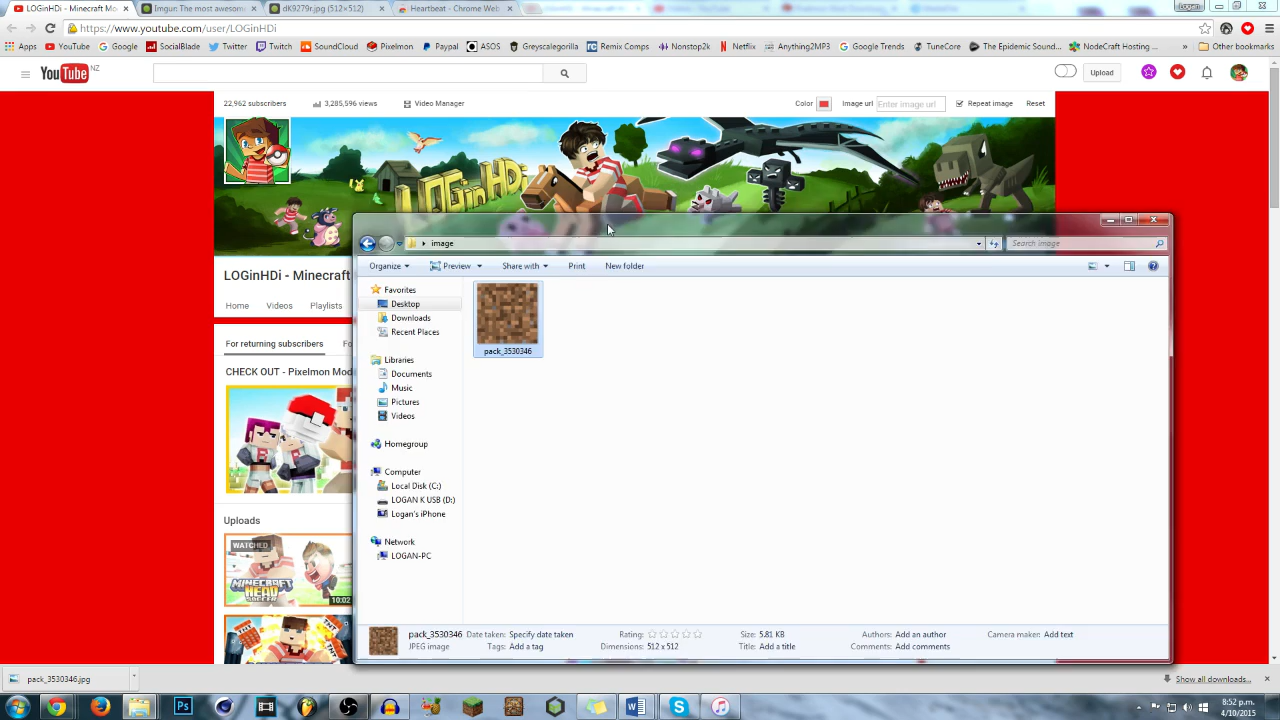 LOGinHDi - Minecraft Mo
Imgur: The most awesome
dK9279r.jpg (512×512)
Heartbeat - Chrome Web
https://www.youtube.com/user/LOGinHDi
Apps YouTube Google SocialBlade Twitter Twitch SoundCloud Pixelmon Paypal ASOS Greyscalegorilla Remix Comps Nonstop2k Netflix Anything2MP3 Google Trends TuneCore The Epidemic Soun... NodeCraft Hosting ... » Other bookmarks
YouTube NZ
Upload
22,962 subscribers 3,285,596 views Video Manager
Color Image url Enter image url Repeat image Reset
LOGinHDi
image
Search image
Organize Preview Share with Print New folder
LOGinHDi - Minecraft
Home Videos Playlists
For returning subscribers Fo
CHECK OUT - Pixelmon Mod
Uploads
WATCHED
MINECRAFT
HEAD
SOCCER
10:02
Favorites
Desktop
Downloads
Recent Places
Libraries
Documents
Music
Pictures
Videos
Homegroup
Computer
Local Disk (C:)
LOGAN K USB (D:)
Logan's iPhone
Network
LOGAN-PC
pack_3530346
pack_3530346 Date taken: Specify date taken Rating: Size: 5.81 KB Authors: Add an author Camera maker: Add text
JPEG image Tags: Add a tag Dimensions: 512 x 512 Title: Add a title Comments: Add comments
pack_3530346.jpg
Show all downloads...
8:52 p.m.
4/10/2015